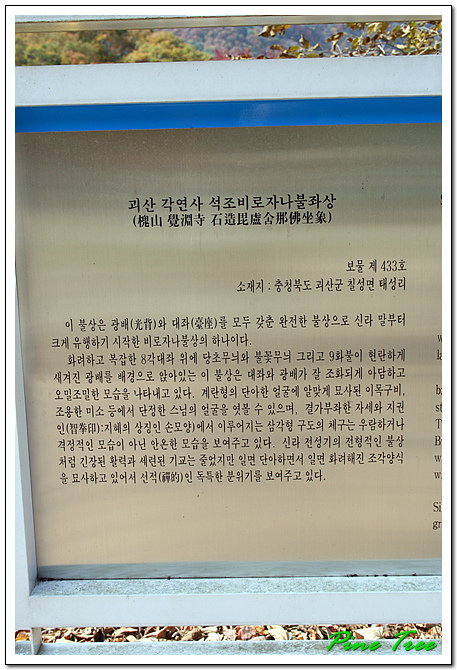 괴산 각연사 석조비로자나불좌상
(槐山 覺淵寺 石造毘盧舍那佛坐象)
보물 제 433호
소재지 : 충청북도 괴산군 칠성면 태성리
이 불상은 광배(光背)와 대좌(臺座)를 모두 갖춘 완전한 불상으로 신라 말부터
크게 유행하기 시작한 비로자나불상의 하나이다.
화려하고 복잡한 8각대좌 위에 당초무늬와 불꽃무늬 그리고 9화불이 현란하게
새겨진 광배를 배경으로 앉아있는 이 불상은 대좌와 광배가 잘 조화되게 아담하고
오밀조밀한 모습을 나타내고 있다. 계란형의 단아한 얼굴에 알맞게 묘사된 이목구비,
조용한 미소 등에서 단정한 스님의 얼굴을 엿볼 수 있으며, 결가부좌한 자세와 지권
인(智拳印:지혜의 상징인 손모양)에서 이루어지는 삼각형 구도의 체구는 우람하거나
격정적인 모습이 아닌 안온한 모습을 보여주고 있다. 신라 전성기의 전형적인 불상
처럼 긴장된 활력과 세련된 기교는 줄었지만 일면 단아하면서 일면 화려해진 조각양식
을 묘사하고 있어서 선적(禪的)인 독특한 분위기를 보여주고 있다.
Pine Tree